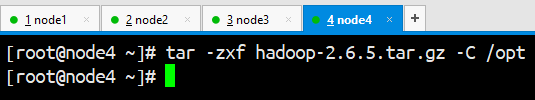 1 node1 × 2 node2 × 3 node3 × 4 node4 × +
[root@node4 ~]# tar -zxf hadoop-2.6.5.tar.gz -C /opt
[root@node4 ~]#